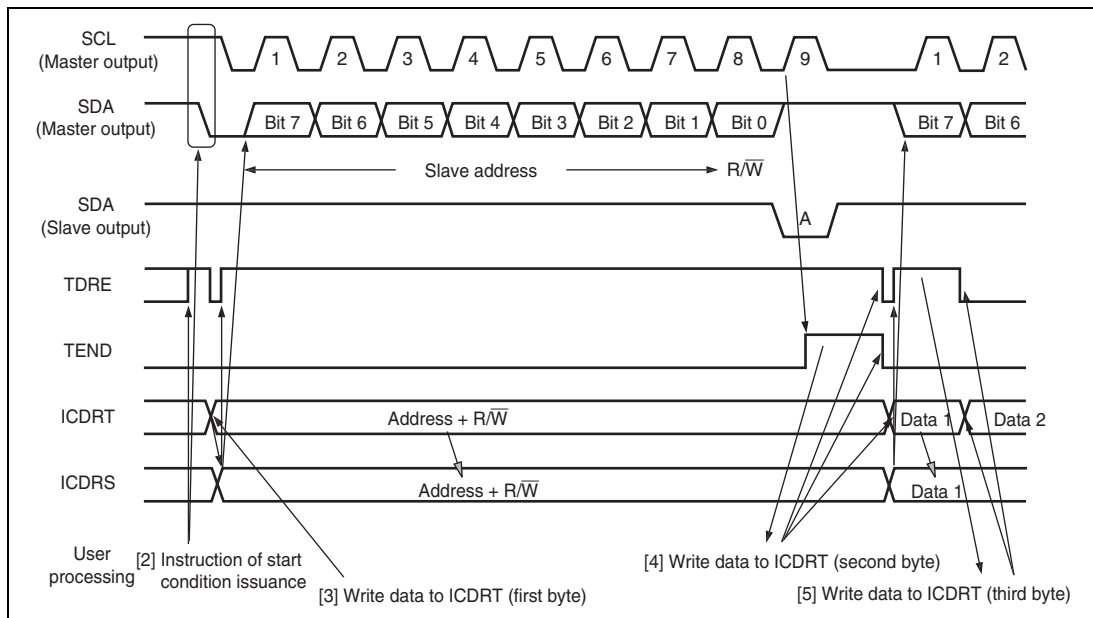 SCL
(Master output)
1 2 3 4 5 6 7 8 9 1 2
SDA
(Master output)
Bit 7 Bit 6 Bit 5 Bit 4 Bit 3 Bit 2 Bit 1 Bit 0 Bit 7 Bit 6
Slave address R/W̅
SDA
(Slave output)
A
TDRE
TEND
ICDRT
Address + R/W̅ Data 1 Data 2
ICDRS
Address + R/W̅ Data 1
User
processing
[2] Instruction of start
condition issuance
[3] Write data to ICDRT (first byte)
[4] Write data to ICDRT (second byte)
[5] Write data to ICDRT (third byte)